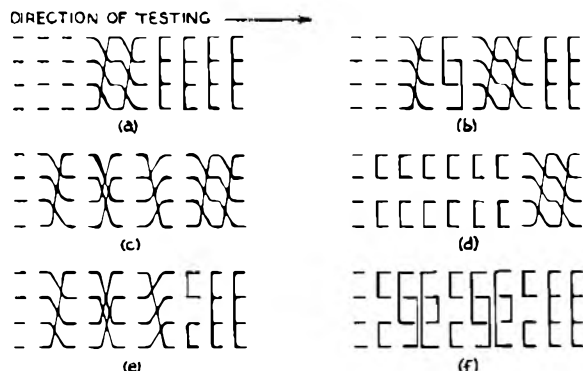 DIRECTION OF TESTING
(a)
(b)
(c)
(d)
(e)
(f)